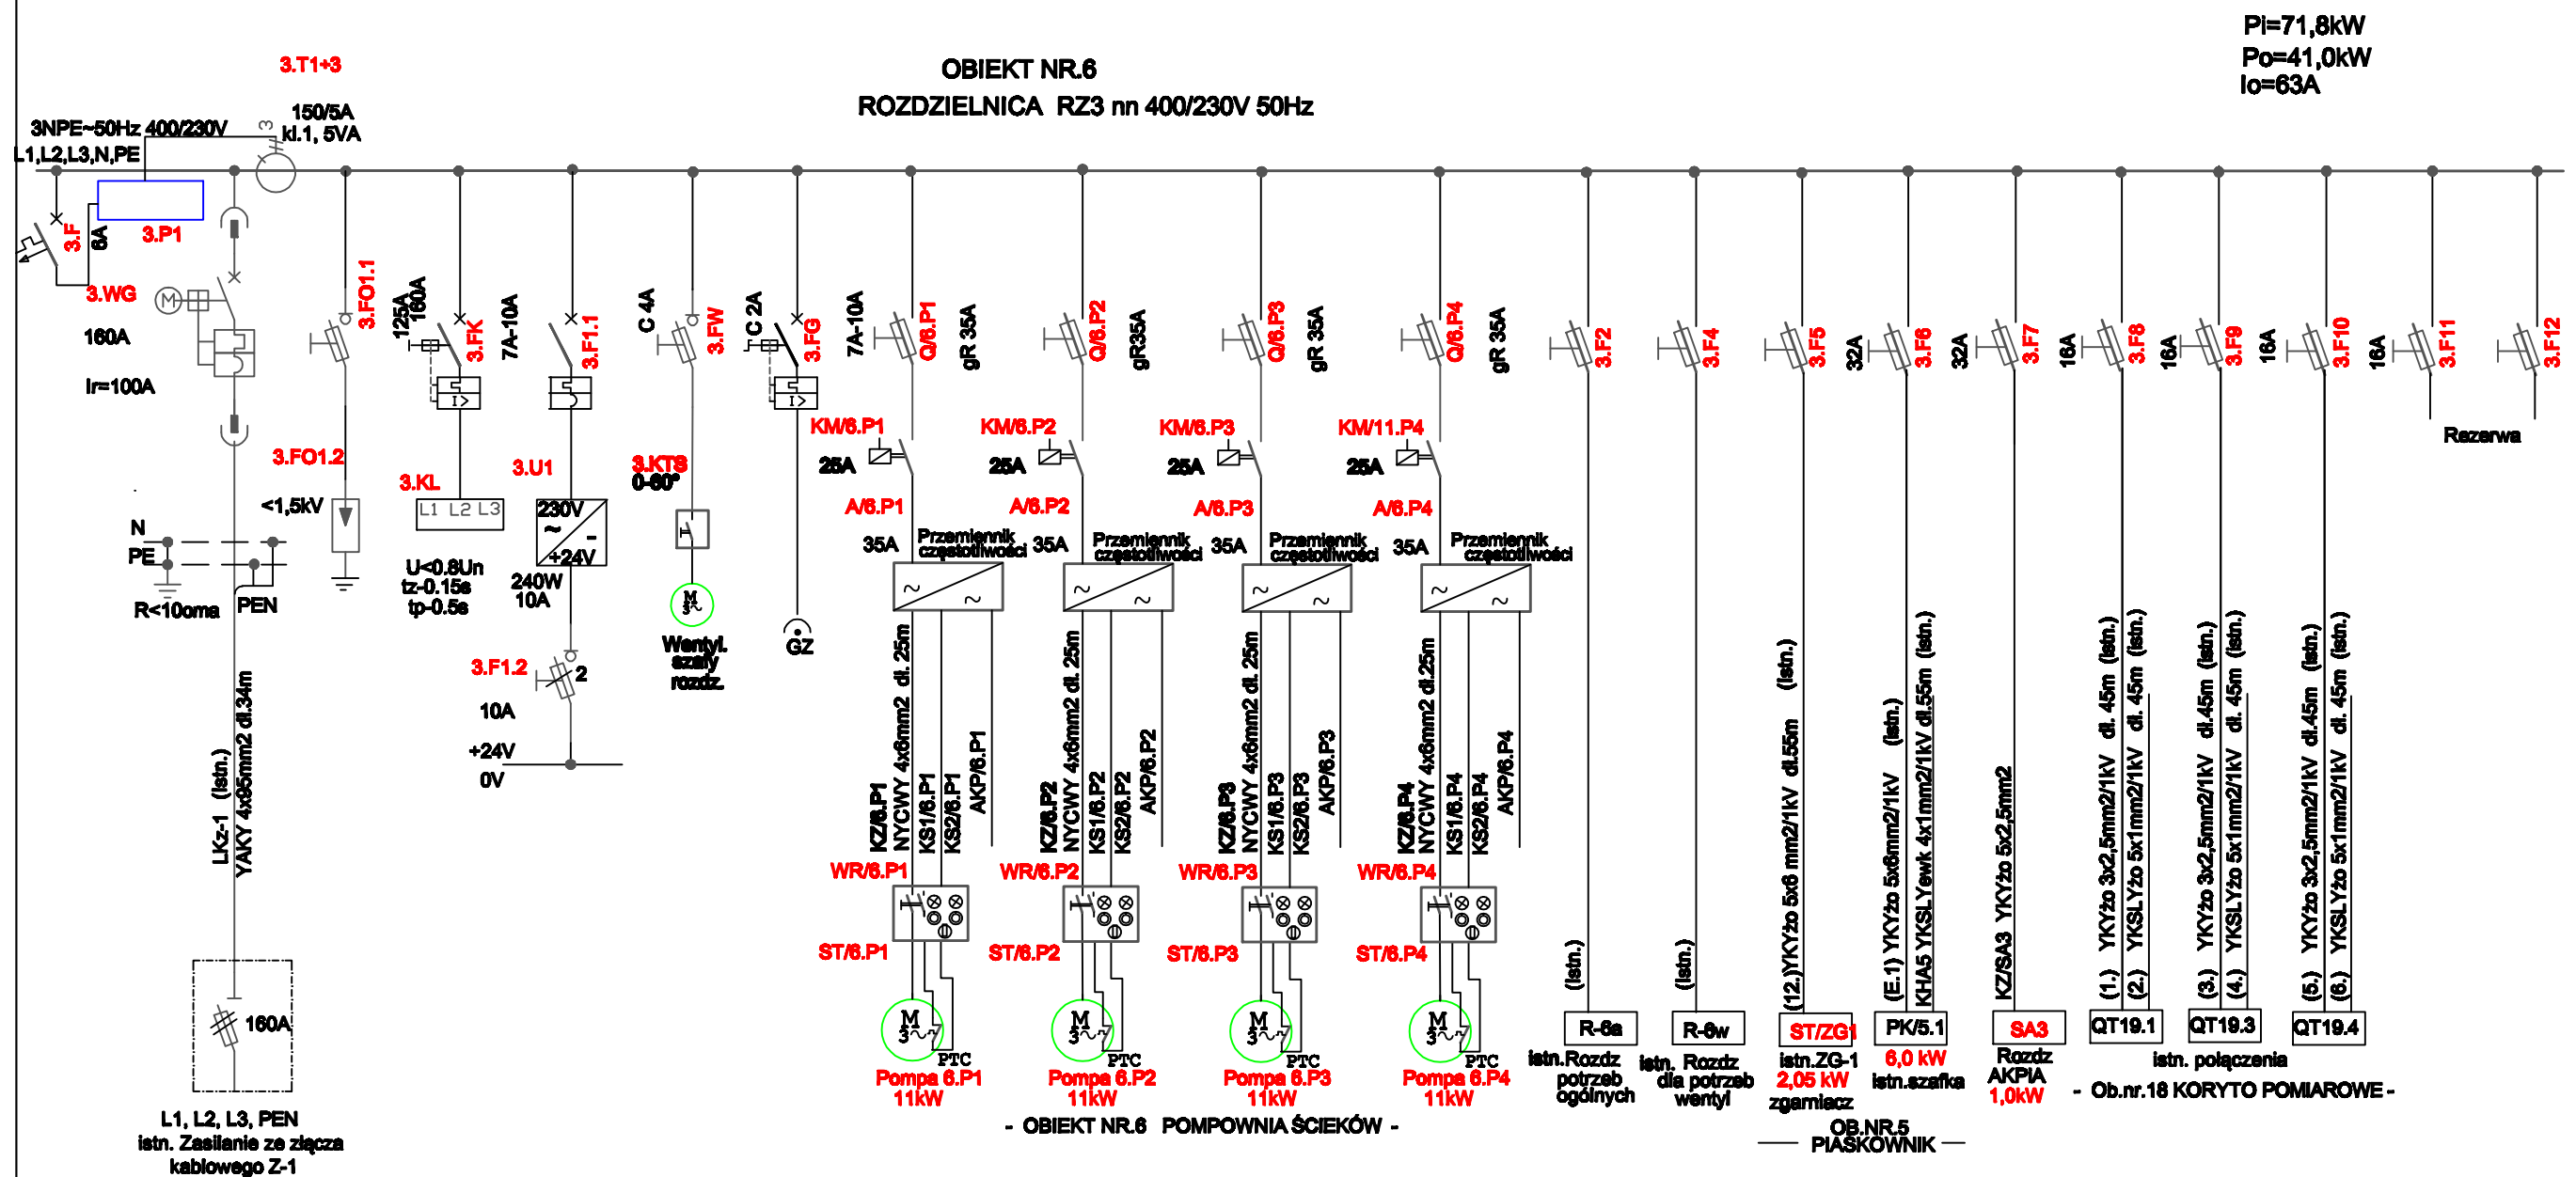 Pi=71,8kW
Po=41,0kW
Io=63A
OBIEKT NR.6
ROZDZIELNICA RZ3 nn 400/230V 50Hz
3.T1+3
150/5A
kl.1, 5VA
3
3NPE~50Hz 400/230V
L1,L2,L3,N,PE
3.F
6A
3.P1
3.WG
M
160A
Ir=100A
3.FO1.1
3.FO1.2
<1,5kV
N
PE
R<10oma
PEN
LKz-1 (istn.)
YAKY 4x95mm2 dł.34m
160A
L1, L2, L3, PEN
istn. Zasilanie ze złącza
kablowego Z-1
125A
160A
3.FK
I>
3.KL
L1 L2 L3
U<0.8Un
tz-0.15s
tp-0.5s
7A-10A
3.F1.1
3.U1
230V
~
-
+24V
240W
10A
3.F1.2
2
10A
+24V
0V
C 4A
3.FW
3.KTS
0-60°
M
3~
Wentyl.
szafy
rozdz.
C 2A
3.FG
I>
GZ
7A-10A
Q/6.P1
gR 35A
KM/6.P1
25A
A/6.P1
35A
Przemiennik
częstotliwości
~
~
KZ/6.P1
NYCWY 4x6mm2 dł. 25m
KS1/6.P1
KS2/6.P1
AKP/6.P1
WR/6.P1
ST/6.P1
M
3~
PTC
Pompa 6.P1
11kW
Q/6.P2
gR35A
KM/6.P2
25A
A/6.P2
35A
Przemiennik
częstotliwości
~
~
KZ/6.P2
NYCWY 4x6mm2 dł. 25m
KS1/6.P2
KS2/6.P2
AKP/6.P2
WR/6.P2
ST/6.P2
M
3~
PTC
Pompa 6.P2
11kW
Q/6.P3
gR 35A
KM/6.P3
25A
A/6.P3
35A
Przemiennik
częstotliwości
~
~
KZ/6.P3
NYCWY 4x6mm2 dł. 25m
KS1/6.P3
KS2/6.P3
AKP/6.P3
WR/6.P3
ST/6.P3
M
3~
PTC
Pompa 6.P3
11kW
Q/6.P4
gR 35A
KM/11.P4
25A
A/6.P4
35A
Przemiennik
częstotliwości
~
~
KZ/6.P4
NYCWY 4x6mm2 dł.25m
KS1/6.P4
KS2/6.P4
AKP/6.P3
WR/6.P4
ST/6.P4
M
3~
PTC
Pompa 6.P4
11kW
- OBIEKT NR.6 POMPOWNIA ŚCIEKÓW -
3.F2
(istn.)
R-6a
istn.Rozdz
potrzeb
ogólnych
3.F4
(istn.)
R-6w
istn. Rozdz
dla potrzeb
wentyl
3.F5
(12.)YKYżo 5x6 mm2/1kV dł.55m (istn.)
ST/ZG1
istn.ZG-1
2,05 kW
zgarniacz
32A
3.F6
(E.1) YKYżo 5x6mm2/1kV (istn.)
KHA5 YKSLYewk 4x1mm2/1kV dł.55m (istn.)
PK/5.1
6,0 kW
istn.szafka
OB.NR.5
PIASKOWNIK
32A
3.F7
KZ/SA3 YKYżo 5x2,5mm2
SA3
Rozdz
AKPIA
1,0kW
16A
3.F8
(1.) YKYżo 3x2,5mm2/1kV dł. 45m (istn.)
(2.) YKSLYżo 5x1mm2/1kV dł. 45m (istn.)
QT19.1
16A
3.F9
(3.) YKYżo 3x2,5mm2/1kV dł.45m (istn.)
(4.) YKSLYżo 5x1mm2/1kV dł. 45m (istn.)
QT19.3
16A
3.F10
(5.) YKYżo 3x2,5mm2/1kV dł.45m (istn.)
(6.) YKSLYżo 5x1mm2/1kV dł. 45m (istn.)
QT19.4
istn. połączenia
- Ob.nr.18 KORYTO POMIAROWE -
16A
3.F11
3.F12
Rezerwa